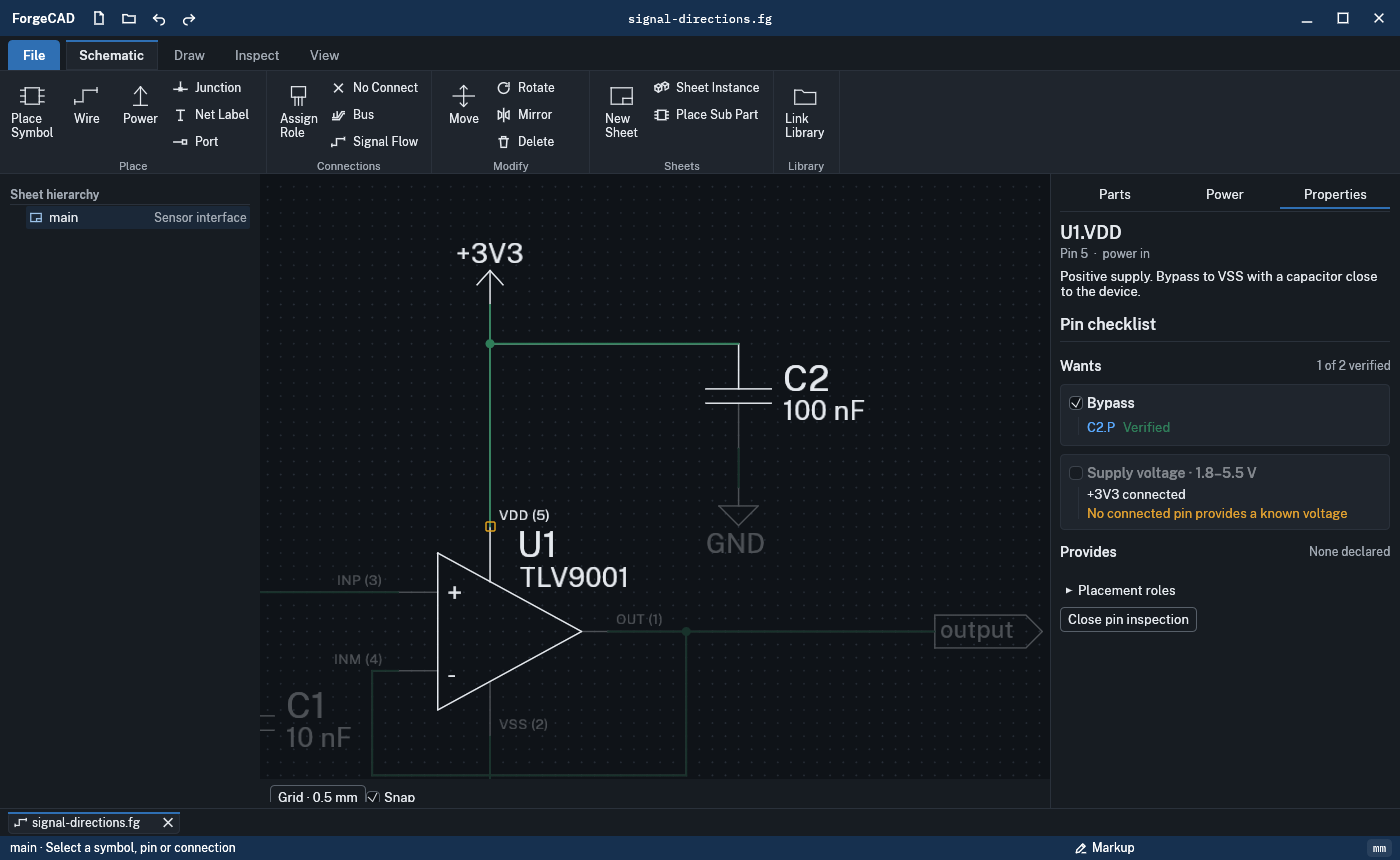 ForgeCAD
signal-directions.fg
File
Schematic
Draw
Inspect
View
Place Symbol
Wire
Power
Junction
Net Label
Port
Place
Assign Role
No Connect
Bus
Signal Flow
Connections
Move
Rotate
Mirror
Delete
Modify
New Sheet
Sheet Instance
Place Sub Part
Sheets
Link Library
Library
Sheet hierarchy
main
Sensor interface
+3V3
C2
100 nF
GND
VDD (5)
U1
TLV9001
INP (3)
+
OUT (1)
output
INM (4)
-
C1
10 nF
VSS (2)
Grid · 0.5 mm
Snap
Parts
Power
Properties
U1.VDD
Pin 5 · power in
Positive supply. Bypass to VSS with a capacitor close
to the device.
Pin checklist
Wants
1 of 2 verified
Bypass
C2.P Verified
Supply voltage · 1.8–5.5 V
+3V3 connected
No connected pin provides a known voltage
Provides
None declared
Placement roles
Close pin inspection
signal-directions.fg
main · Select a symbol, pin or connection
Markup
mm